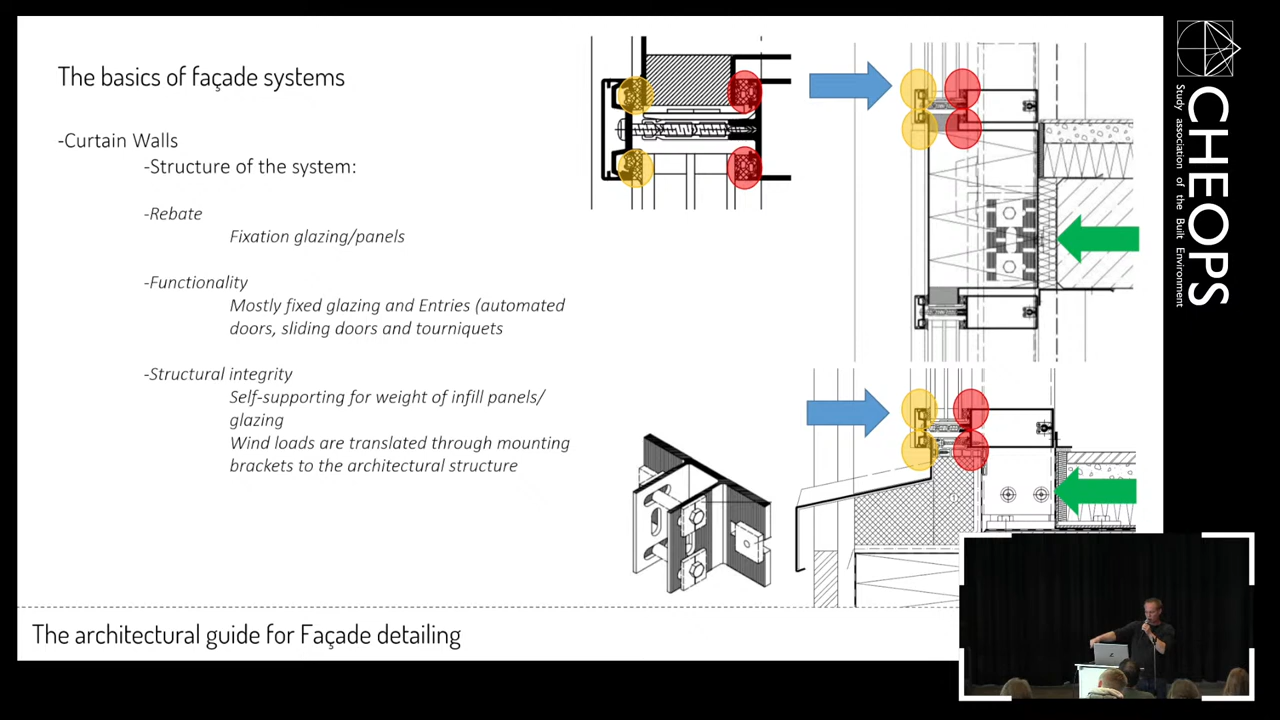 The basics of façade systems
-Curtain Walls
-Structure of the system:
-Rebate
Fixation glazing/panels
-Functionality
Mostly fixed glazing and Entries (automated
doors, sliding doors and tourniquets
-Structural integrity
Self-supporting for weight of infill panels/
glazing
Wind loads are translated through mounting
brackets to the architectural structure
The architectural guide for Façade detailing
CHEOPS
Study association of the Built Environment